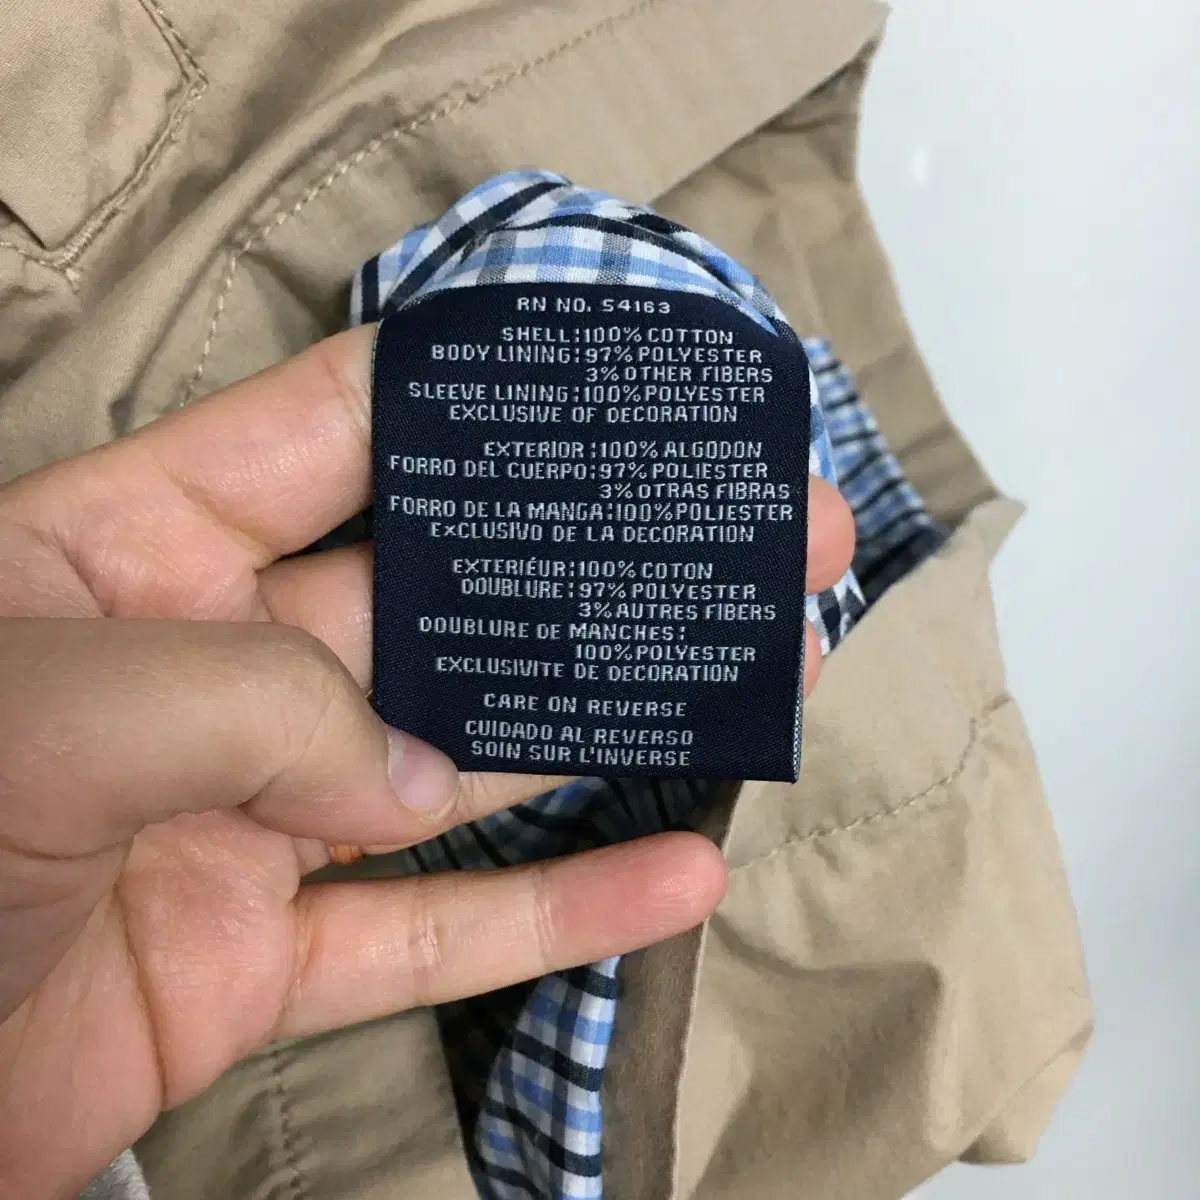 RN NO. 54163
SHELL:100% COTTON
BODY LINING:97% POLYESTER
3% OTHER FIBERS
SLEEVE LINING:100% POLYESTER
EXCLUSIVE OF DECORATION
EXTERIOR:100% ALGODON
FORRO DEL CUERPO:97% POLIESTER
3% OTRAS FIBRAS
FORRO DE LA MANGA:100% POLIESTER
EXCLUSIVO DE LA DECORATION
EXTERIÉUR:100% COTON
DOUBLURE:97% POLYESTER
3% AUTRES FIBERS
DOUBLURE DE MANCHES:
100% POLYESTER
EXCLUSIVITE DE DECORATION
CARE ON REVERSE
CUIDADO AL REVERSO
SOIN SUR L'INVERSE